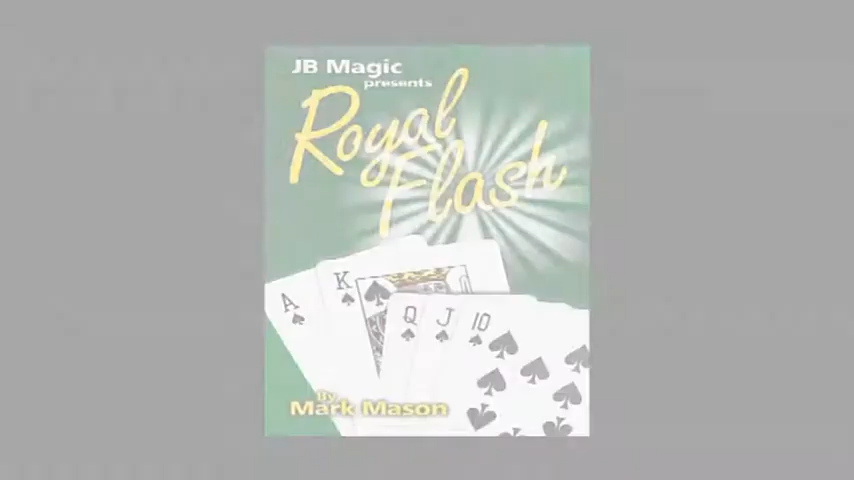 JB Magic
presents
Royal
Flash
A
K
Q J 10
By
Mark Mason